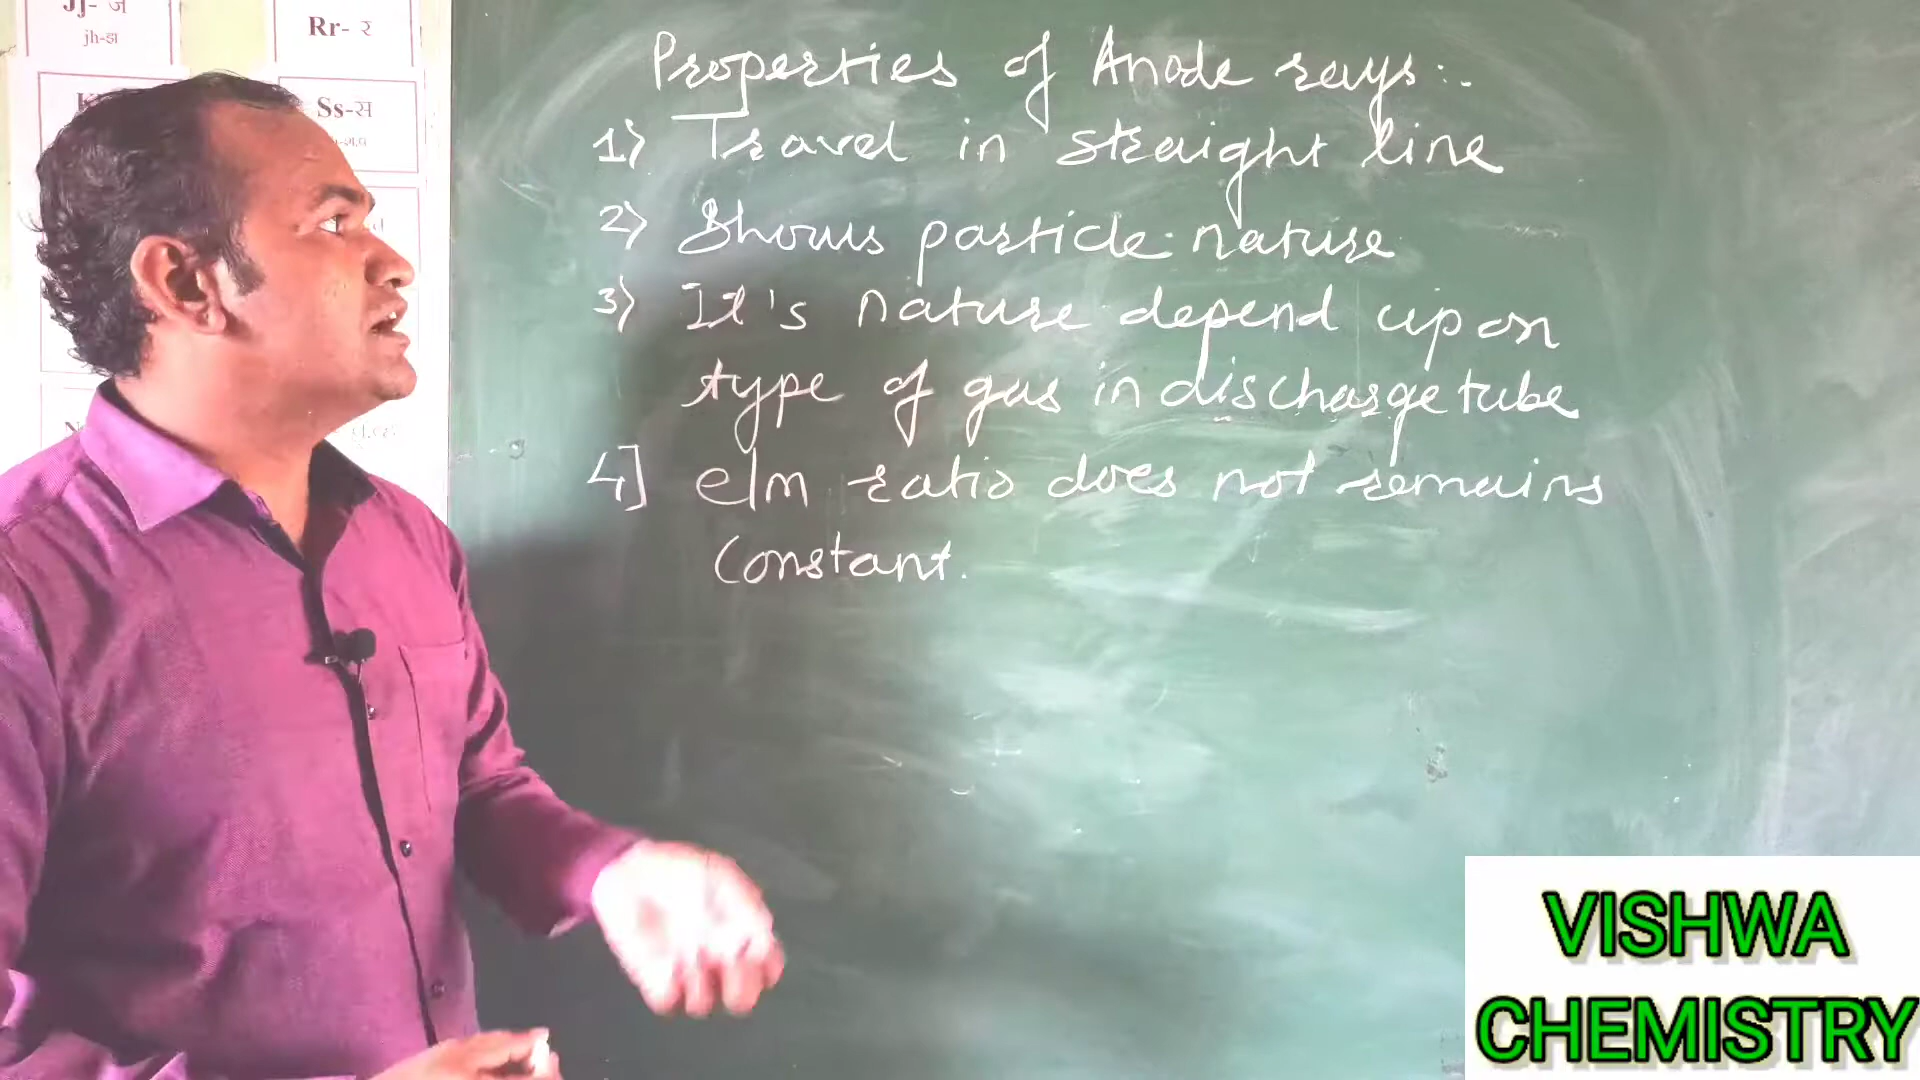 Jj- ज
jh-झ
Rr- र
Ss-स
Properties of Anode rays:-
1) Travel in straight line
2) Shows particle nature
3) It's nature depend upon
type of gas in discharge tube
4] e/m ratio does not remains
constant.
VISHWA
CHEMISTRY